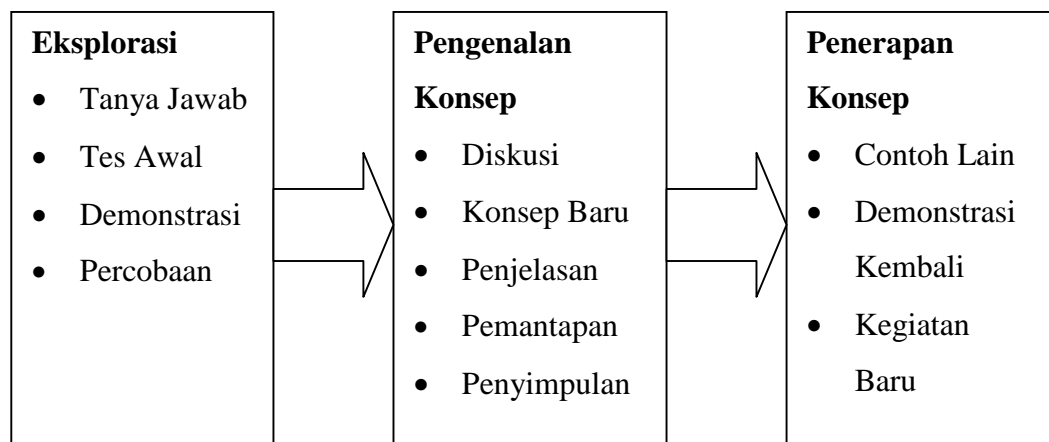 Eksplorasi
• Tanya Jawab
• Tes Awal
• Demonstrasi
• Percobaan
Pengenalan
Konsep
• Diskusi
• Konsep Baru
• Penjelasan
• Pemantapan
• Penyimpulan
Penerapan
Konsep
• Contoh Lain
• Demonstrasi
Kembali
• Kegiatan
Baru